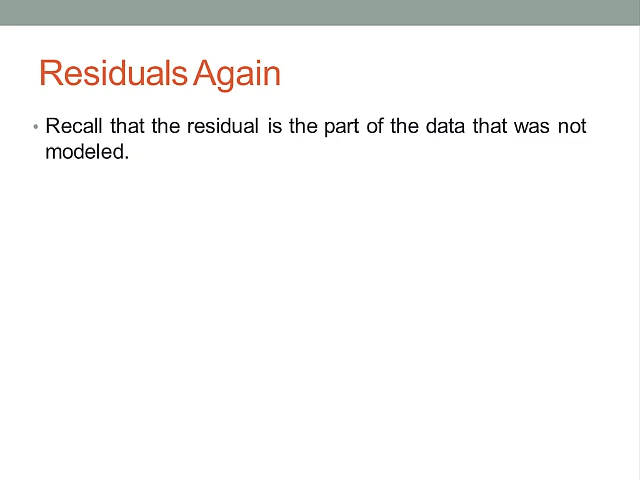 Residuals Again
• Recall that the residual is the part of the data that was not
modeled.